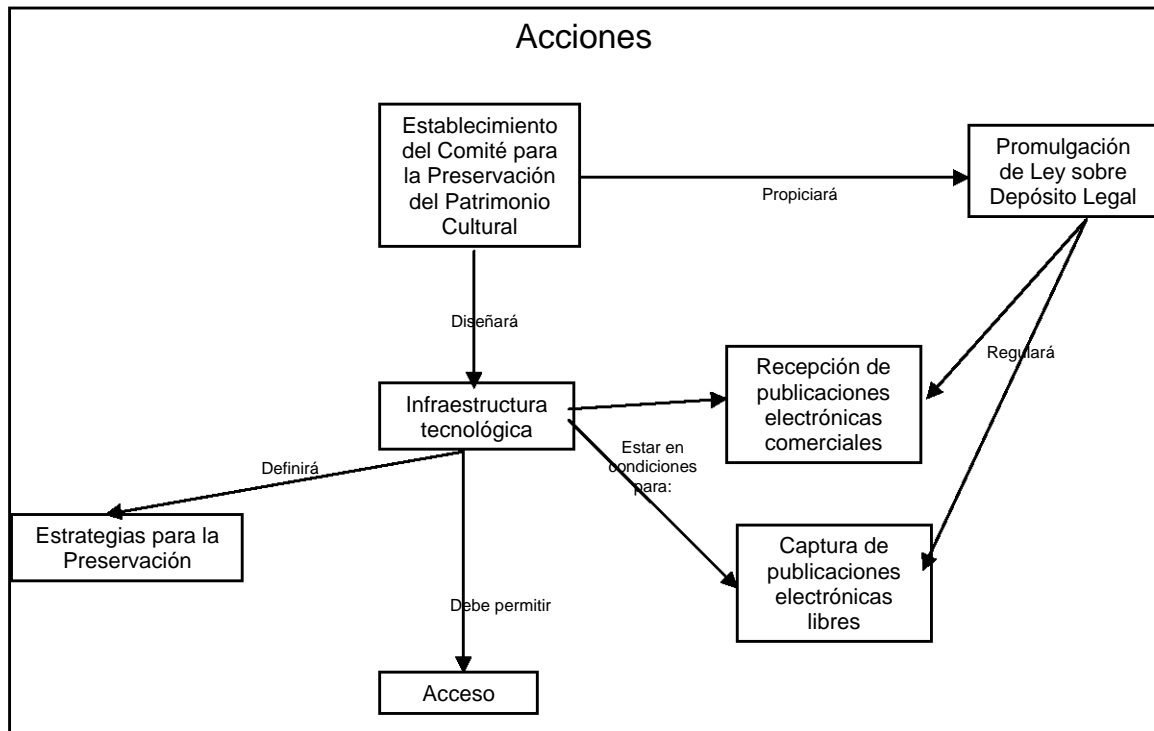 Acciones
Establecimiento
del Comité para
la Preservación
del Patrimonio
Cultural
Promulgación
de Ley sobre
Depósito Legal
Propiciará
Diseñará
Infraestructura
tecnológica
Recepción de
publicaciones
electrónicas
comerciales
Regulará
Estar en
condiciones
para:
Definirá
Estrategias para la
Preservación
Captura de
publicaciones
electrónicas
libres
Debe permitir
Acceso